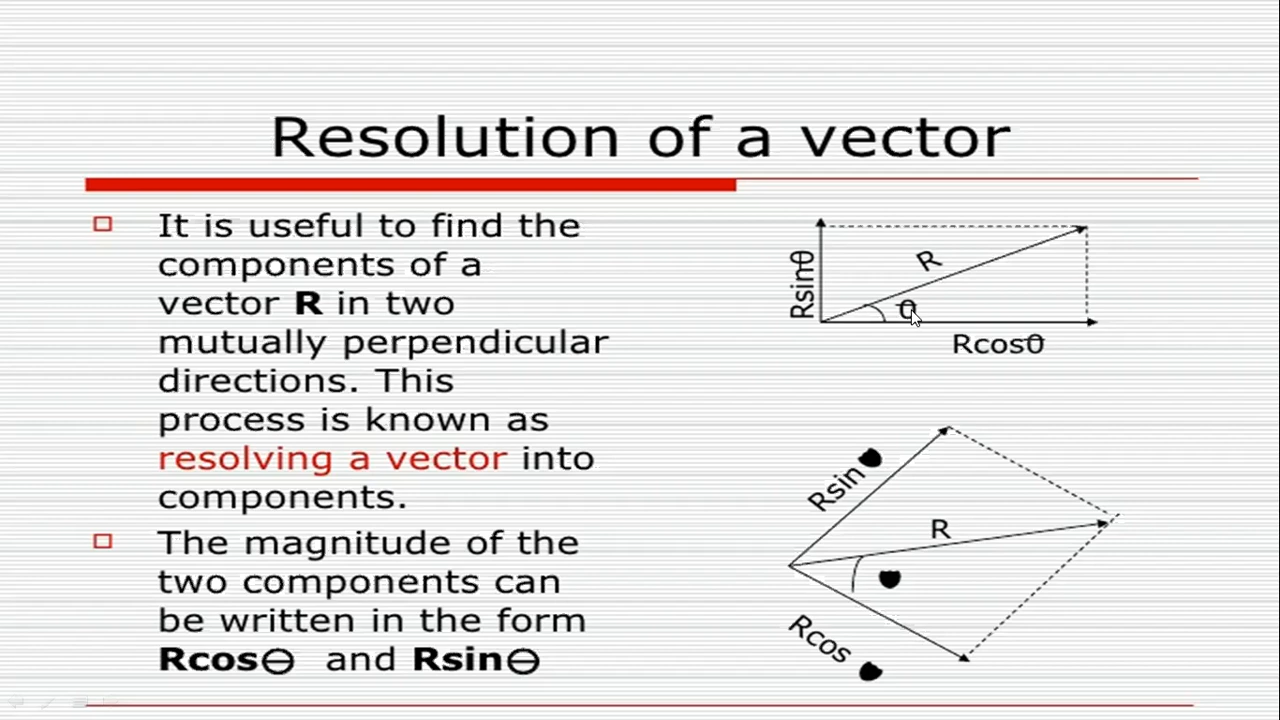 Resolution of a vector
It is useful to find the
components of a
vector R in two
mutually perpendicular
directions. This
process is known as
resolving a vector into
components.
The magnitude of the
two components can
be written in the form
Rcosθ and Rsinθ
Rsinθ
R
θ
Rcosθ
Rsin
R
Rcos